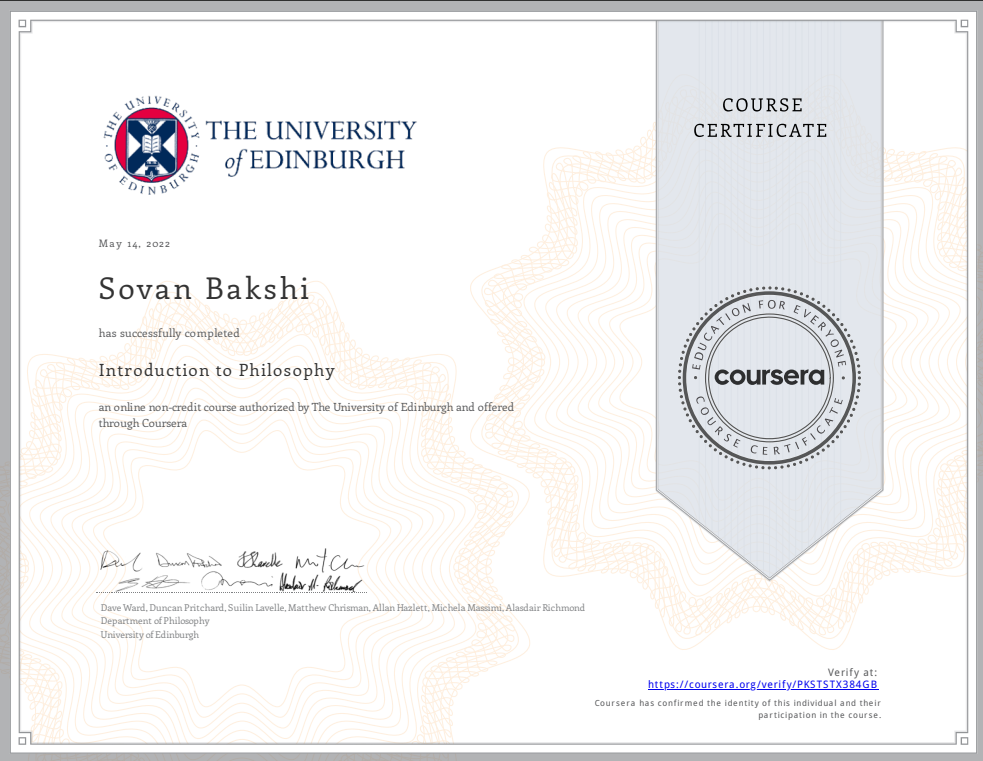 THE UNIVERSITY
of EDINBURGH
THE UNIVERSITY
OF EDINBURGH
COURSE
CERTIFICATE
May 14, 2022
Sovan Bakshi
has successfully completed
Introduction to Philosophy
an online non-credit course authorized by The University of Edinburgh and offered
through Coursera
EDUCATION FOR EVERYONE
coursera
COURSE CERTIFICATE
Dave Ward, Duncan Pritchard, Suilin Lavelle, Matthew Chrisman, Allan Hazlett, Michela Massimi, Alasdair Richmond
Department of Philosophy
University of Edinburgh
Verify at:
https://coursera.org/verify/PKSTSTX384GB
Coursera has confirmed the identity of this individual and their
participation in the course.